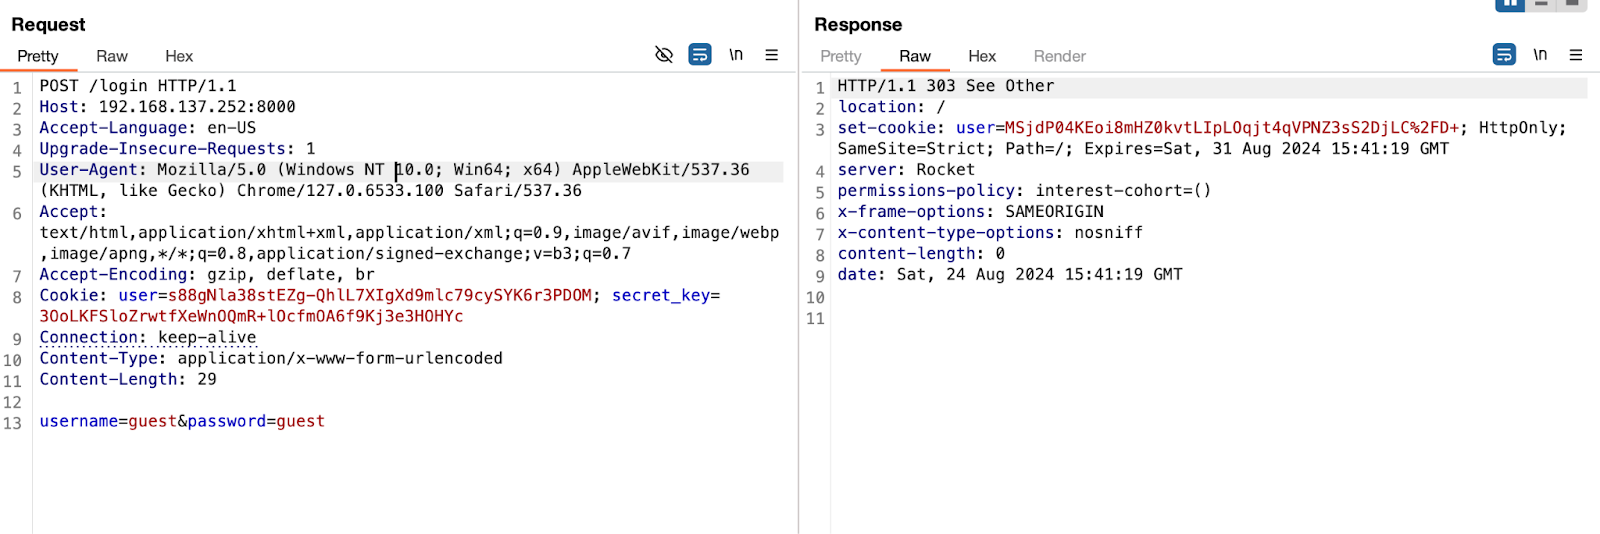 Request
Pretty Raw Hex \n
1 POST /login HTTP/1.1
2 Host: 192.168.137.252:8000
3 Accept-Language: en-US
4 Upgrade-Insecure-Requests: 1
5 User-Agent: Mozilla/5.0 (Windows NT 10.0; Win64; x64) AppleWebKit/537.36
(KHTML, like Gecko) Chrome/127.0.6533.100 Safari/537.36
6 Accept:
text/html,application/xhtml+xml,application/xml;q=0.9,image/avif,image/webp
,image/apng,*/*;q=0.8,application/signed-exchange;v=b3;q=0.7
7 Accept-Encoding: gzip, deflate, br
8 Cookie: user=s88gNla38stEZg-QhlL7XIgXd9mlc79cySYK6r3PDOM; secret_key=
3OoLKFSloZrwtfXeWnOQmR+lOcfmOA6f9Kj3e3HOHYc
9 Connection: keep-alive
10 Content-Type: application/x-www-form-urlencoded
11 Content-Length: 29
12
13 username=guest&password=guest
Response
Pretty Raw Hex Render \n
1 HTTP/1.1 303 See Other
2 location: /
3 set-cookie: user=MSjdP04KEoi8mHZ0kvtLIpLOqjt4qVPNZ3sS2DjLC%2FD+; HttpOnly;
SameSite=Strict; Path=/; Expires=Sat, 31 Aug 2024 15:41:19 GMT
4 server: Rocket
5 permissions-policy: interest-cohort=()
6 x-frame-options: SAMEORIGIN
7 x-content-type-options: nosniff
8 content-length: 0
9 date: Sat, 24 Aug 2024 15:41:19 GMT
10
11